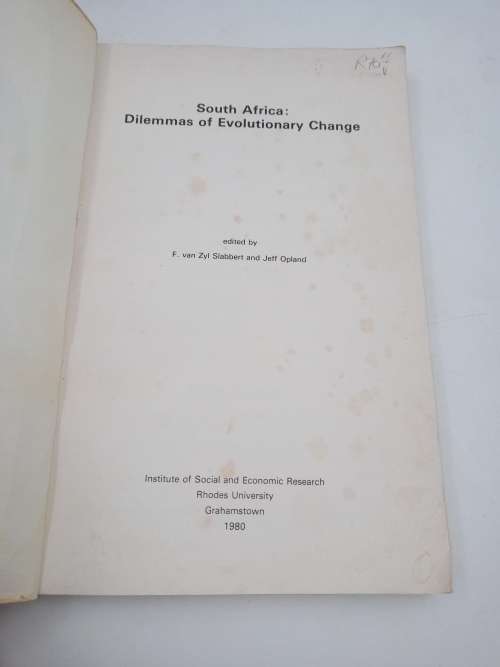 South Africa:
Dilemmas of Evolutionary Change
edited by
F. van Zyl Slabbert and Jeff Opland
Institute of Social and Economic Research
Rhodes University
Grahamstown
1980